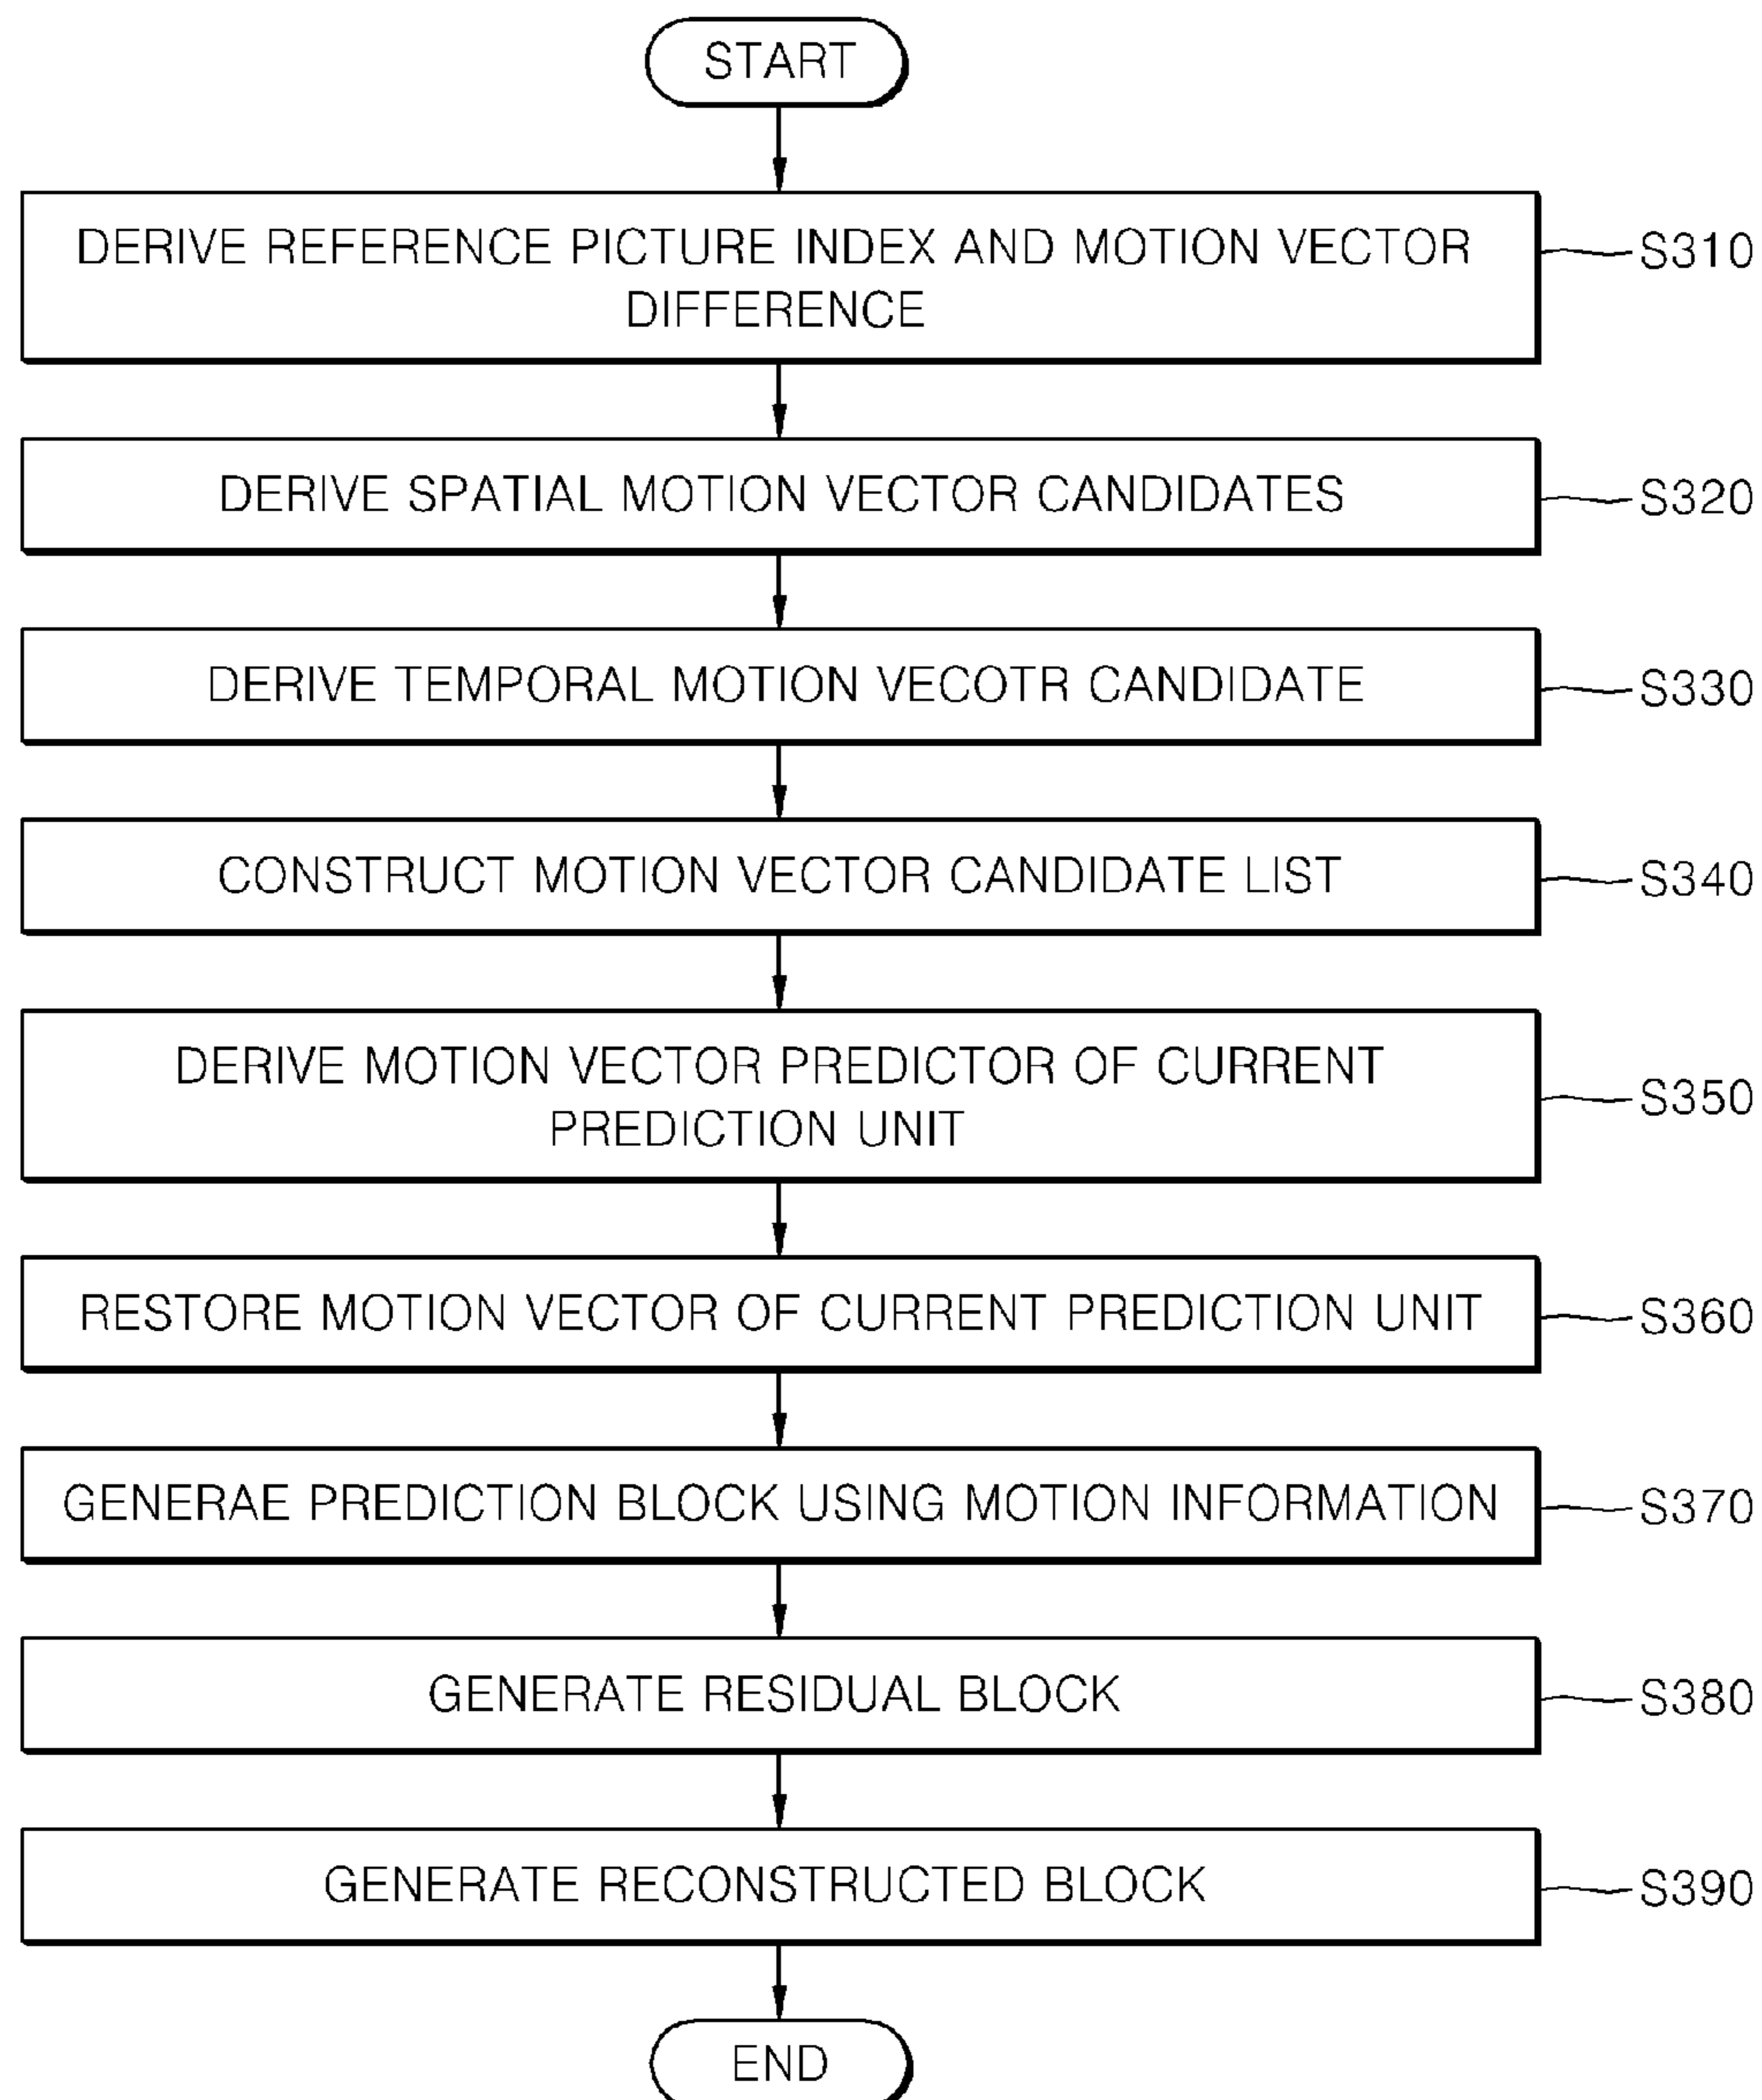 START
DERIVE REFERENCE PICTURE INDEX AND MOTION VECTOR
DIFFERENCE
S310
DERIVE SPATIAL MOTION VECTOR CANDIDATES
S320
DERIVE TEMPORAL MOTION VECOTR CANDIDATE
S330
CONSTRUCT MOTION VECTOR CANDIDATE LIST
S340
DERIVE MOTION VECTOR PREDICTOR OF CURRENT
PREDICTION UNIT
S350
RESTORE MOTION VECTOR OF CURRENT PREDICTION UNIT
S360
GENERAE PREDICTION BLOCK USING MOTION INFORMATION
S370
GENERATE RESIDUAL BLOCK
S380
GENERATE RECONSTRUCTED BLOCK
S390
END